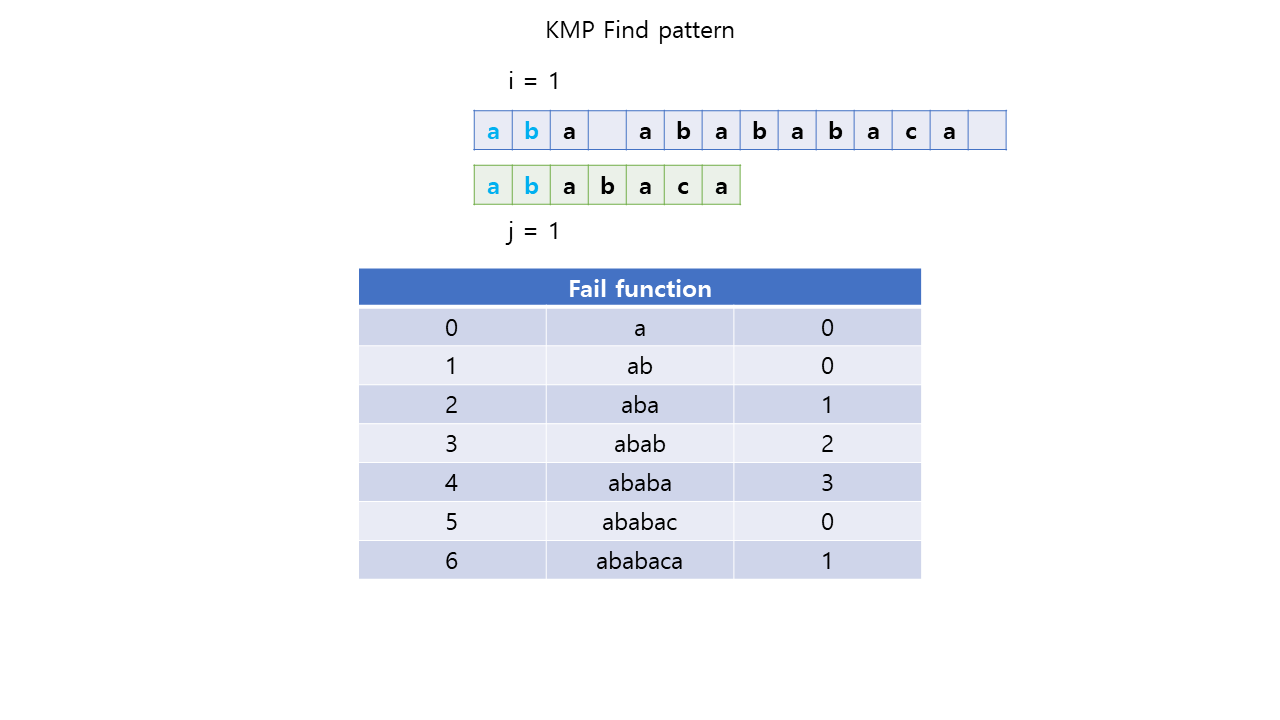 KMP Find pattern
i = 1
a b a a b a b a b a c a
a b a b a c a
j = 1
Fail function
0 a 0
1 ab 0
2 aba 1
3 abab 2
4 ababa 3
5 ababac 0
6 ababaca 1